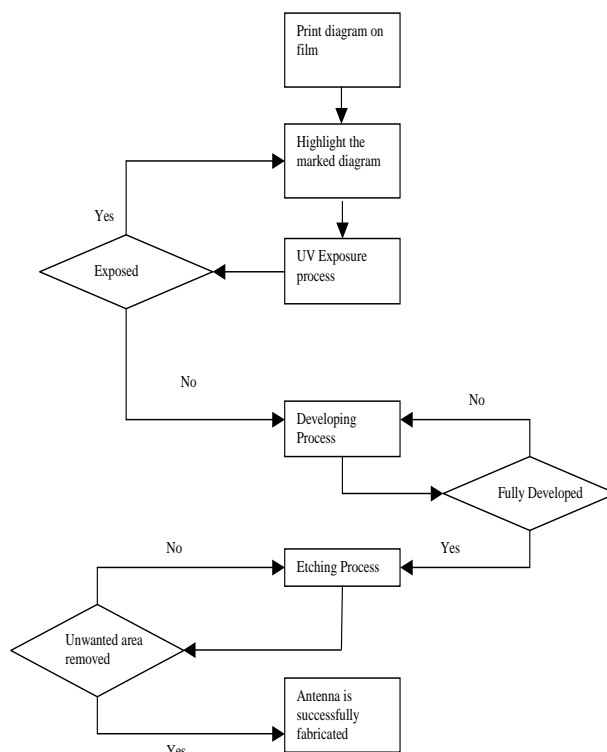 Print diagram on
film
Highlight the
marked diagram
Yes
Exposed
UV Exposure
process
No
Developing
Process
No
Fully Developed
No
Etching Process
Yes
Unwanted area
removed
Antenna is
successfully
fabricated
Yes